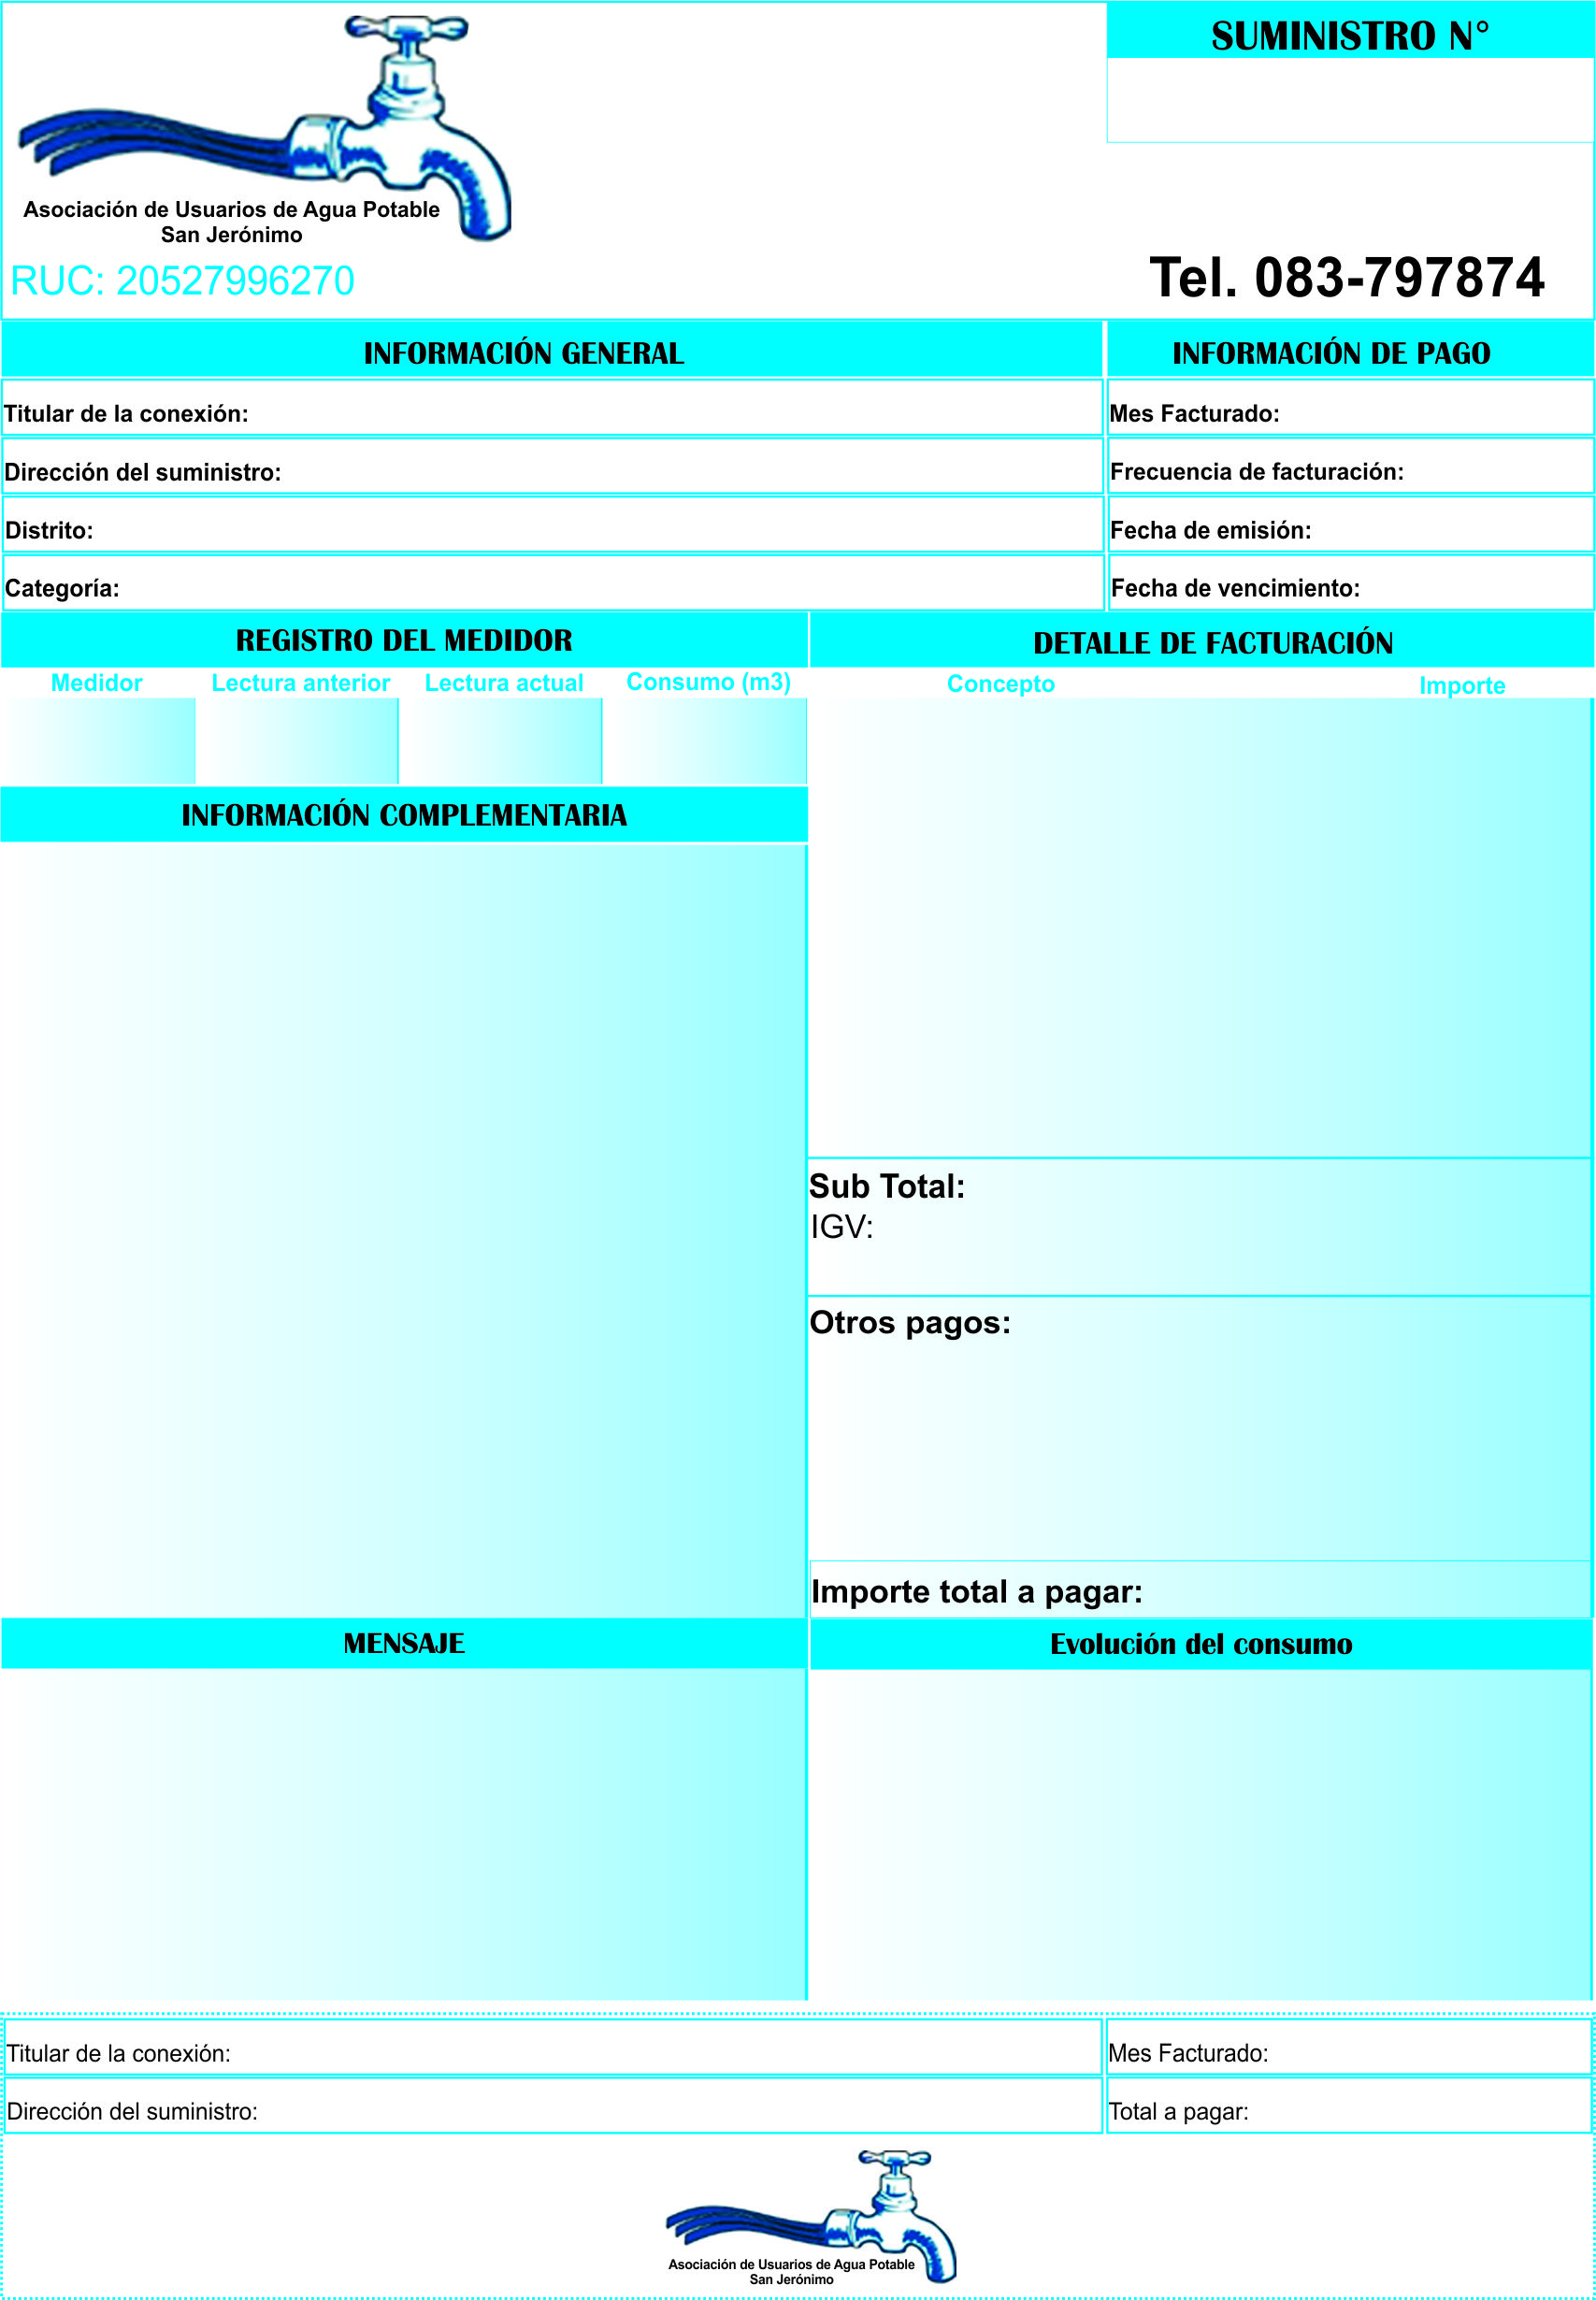 SUMINISTRO N°
Asociación de Usuarios de Agua Potable
San Jerónimo
RUC: 20527996270
Tel. 083-797874
INFORMACIÓN GENERAL
INFORMACIÓN DE PAGO
Titular de la conexión:
Mes Facturado:
Dirección del suministro:
Frecuencia de facturación:
Distrito:
Fecha de emisión:
Categoría:
Fecha de vencimiento:
REGISTRO DEL MEDIDOR
DETALLE DE FACTURACIÓN
Medidor Lectura anterior Lectura actual Consumo (m3)
Concepto Importe
INFORMACIÓN COMPLEMENTARIA
Sub Total:
IGV:
Otros pagos:
Importe total a pagar:
MENSAJE
Evolución del consumo
Titular de la conexión:
Mes Facturado:
Dirección del suministro:
Total a pagar:
Asociación de Usuarios de Agua Potable
San Jerónimo